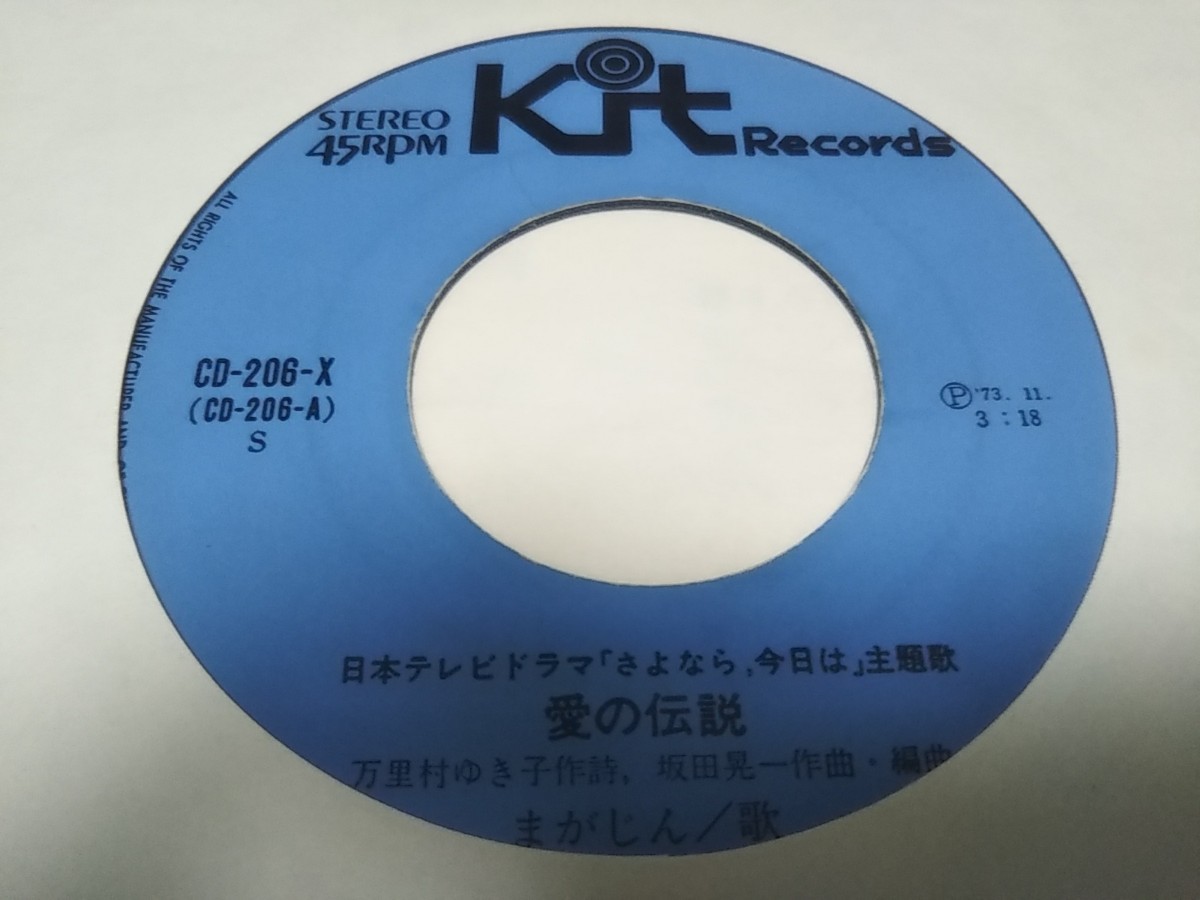 Kit Records
STEREO
45RPM
ALL RIGHTS OF THE MANUFACTURER AND OF
CD-206-X
(CD-206-A)
S
Ⓟ'73. 11.
3:18
日本テレビドラマ「さよなら,今日は」主題歌
愛の伝説
万里村ゆき子作詩, 坂田晃一作曲・編曲
まがじん／歌